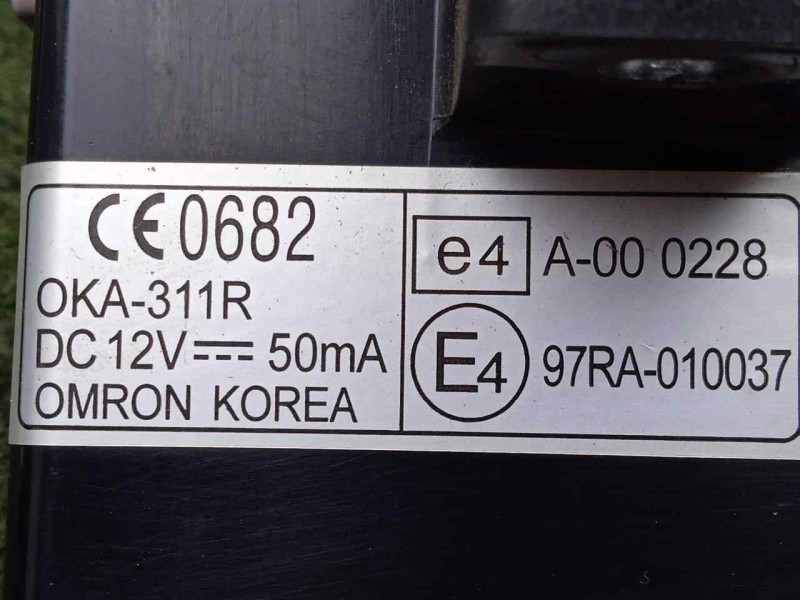 CE 0682
OKA-311R
DC 12V ⎓ 50mA
OMRON KOREA
e4 A-00 0228
E4 97RA-010037